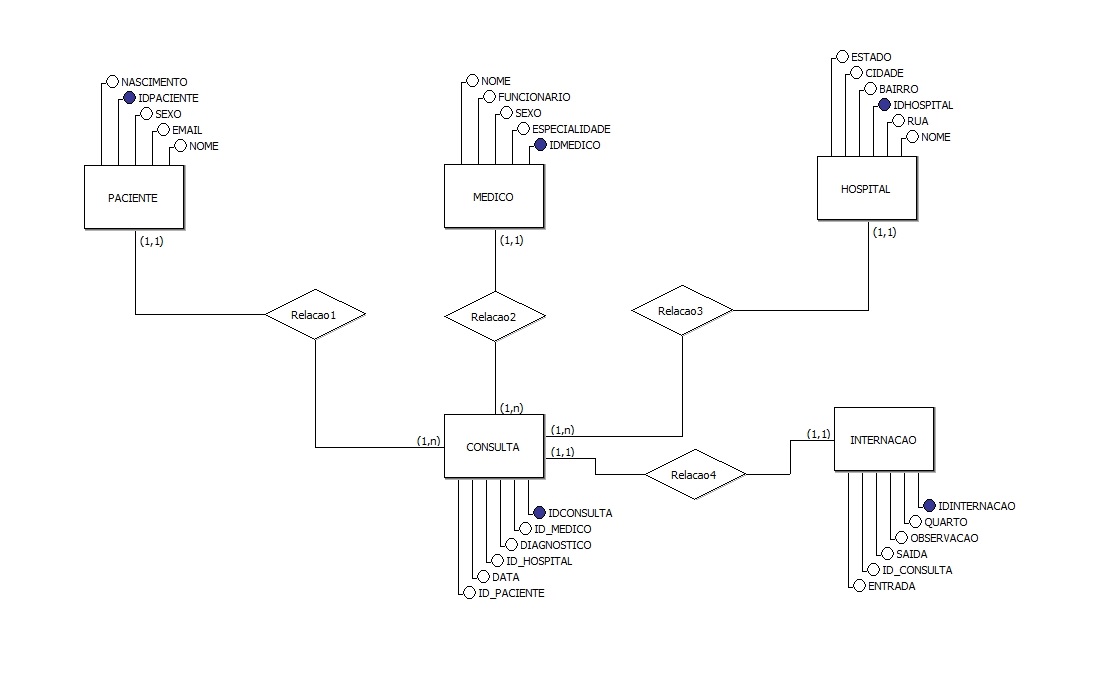 NASCIMENTO
IDPACIENTE
SEXO
EMAIL
NOME
PACIENTE
(1,1)
NOME
FUNCIONARIO
SEXO
ESPECIALIDADE
IDMEDICO
MEDICO
(1,1)
ESTADO
CIDADE
BAIRRO
IDHOSPITAL
RUA
NOME
HOSPITAL
(1,1)
Relacao1
Relacao2
Relacao3
(1,n)
(1,n)
(1,n)
(1,1)
CONSULTA
Relacao4
(1,1)
INTERNACAO
IDCONSULTA
ID_MEDICO
DIAGNOSTICO
ID_HOSPITAL
DATA
ID_PACIENTE
IDINTERNACAO
QUARTO
OBSERVACAO
SAIDA
ID_CONSULTA
ENTRADA